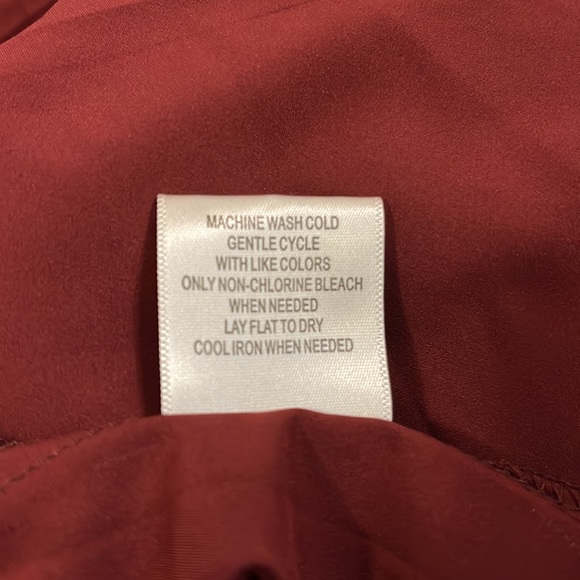 MACHINE WASH COLD
GENTLE CYCLE
WITH LIKE COLORS
ONLY NON-CHLORINE BLEACH
WHEN NEEDED
LAY FLAT TO DRY
COOL IRON WHEN NEEDED